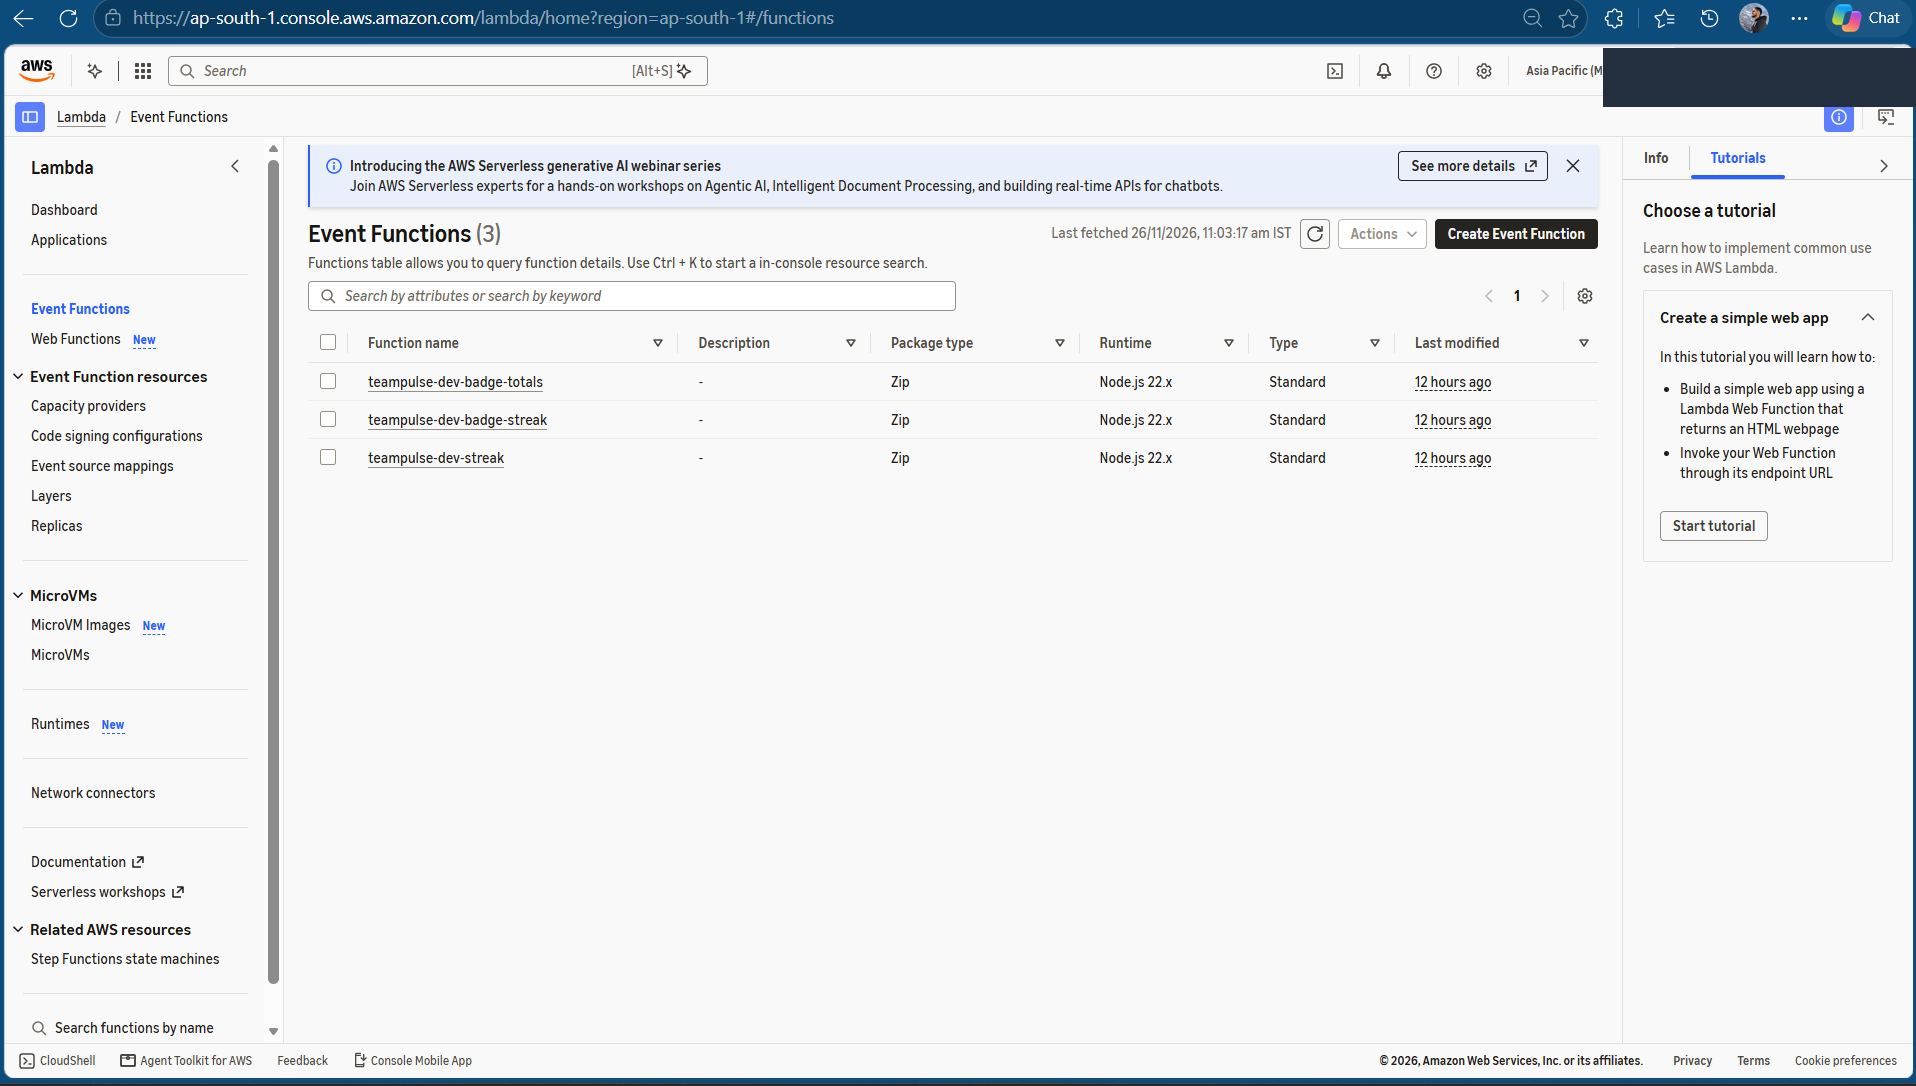 https://ap-south-1.console.aws.amazon.com/lambda/home?region=ap-south-1#/functions
Chat
aws
Search
[Alt+S]
Asia Pacific (M
Lambda / Event Functions
Lambda
Dashboard
Applications
Event Functions
Web Functions New
Event Function resources
Capacity providers
Code signing configurations
Event source mappings
Layers
Replicas
MicroVMs
MicroVM Images New
MicroVMs
Runtimes New
Network connectors
Documentation
Serverless workshops
Related AWS resources
Step Functions state machines
Search functions by name
Introducing the AWS Serverless generative AI webinar series
Join AWS Serverless experts for a hands-on workshops on Agentic AI, Intelligent Document Processing, and building real-time APIs for chatbots.
See more details
Event Functions (3)
Last fetched 26/11/2026, 11:03:17 am IST
Actions
Create Event Function
Functions table allows you to query function details. Use Ctrl + K to start a in-console resource search.
Search by attributes or search by keyword
1
Function name Description Package type Runtime Type Last modified
teampulse-dev-badge-totals - Zip Node.js 22.x Standard 12 hours ago
teampulse-dev-badge-streak - Zip Node.js 22.x Standard 12 hours ago
teampulse-dev-streak - Zip Node.js 22.x Standard 12 hours ago
Info
Tutorials
Choose a tutorial
Learn how to implement common use
cases in AWS Lambda.
Create a simple web app
In this tutorial you will learn how to:
• Build a simple web app using a
Lambda Web Function that
returns an HTML webpage
• Invoke your Web Function
through its endpoint URL
Start tutorial
CloudShell
Agent Toolkit for AWS
Feedback
Console Mobile App
© 2026, Amazon Web Services, Inc. or its affiliates.
Privacy
Terms
Cookie preferences